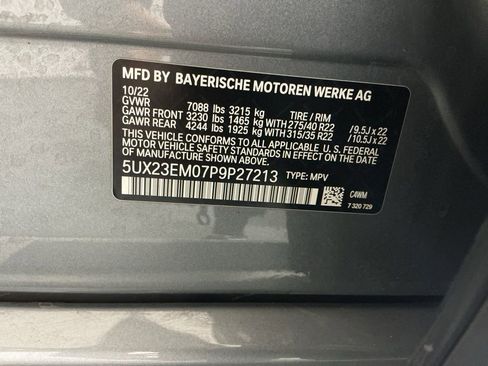 MFD BY BAYERISCHE MOTOREN WERKE AG
10/22
GVWR 7088 lbs 3215 kg TIRE / RIM
GAWR FRONT 3230 lbs 1465 kg WITH 275/40 R22 /9.5J x 22
GAWR REAR 4244 lbs 1925 kg WITH 315/35 R22 /10.5J x 22
THIS VEHICLE CONFORMS TO ALL APPLICABLE U. S. FEDERAL
MOTOR VEHICLE SAFETY STANDARDS IN EFFECT ON THE
DATE OF MANUFACTURE SHOWN ABOVE.
5UX23EM07P9P27213 TYPE: MPV
C4WM
7 320 729